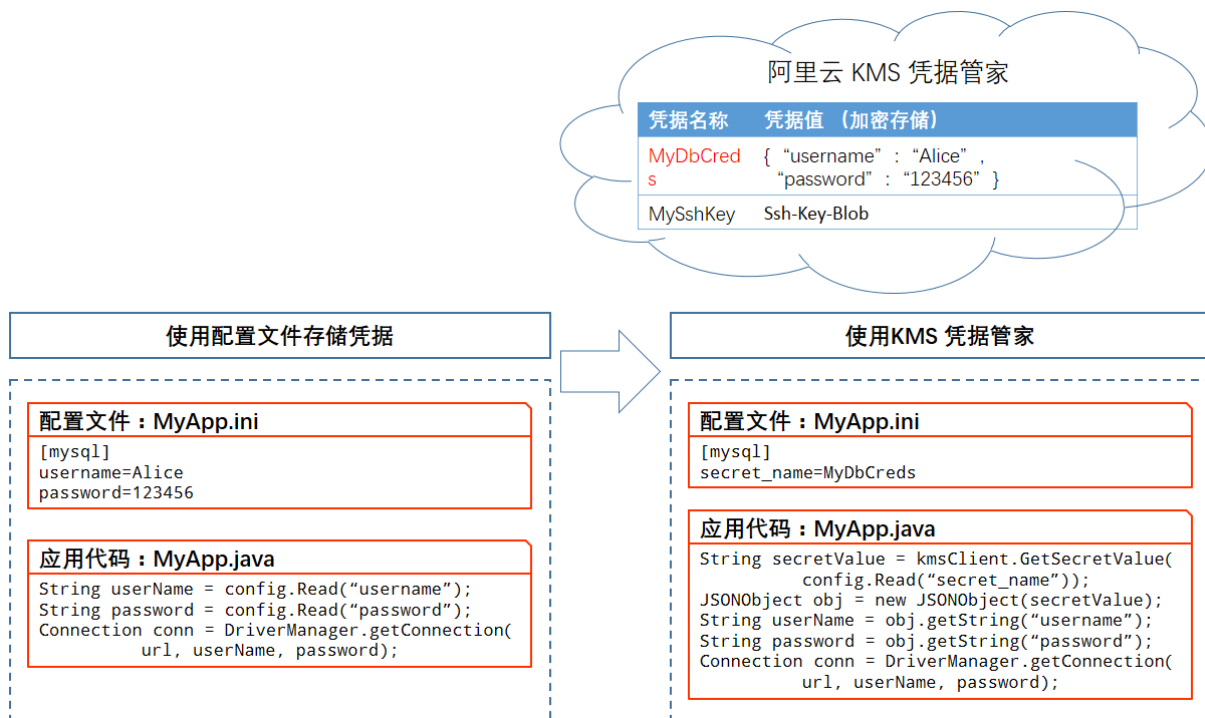 阿里云 KMS 凭据管家
凭据名称 凭据值 （加密存储）
MyDbCred { “username” : “Alice” ,
s “password” : “123456” }
MySshKey Ssh-Key-Blob
使用配置文件存储凭据
配置文件：MyApp.ini
[mysql]
username=Alice
password=123456
应用代码：MyApp.java
String userName = config.Read(“username”);
String password = config.Read(“password”);
Connection conn = DriverManager.getConnection(
url, userName, password);
使用KMS 凭据管家
配置文件：MyApp.ini
[mysql]
secret_name=MyDbCreds
应用代码：MyApp.java
String secretValue = kmsClient.GetSecretValue(
config.Read(“secret_name”));
JSONObject obj = new JSONObject(secretValue);
String userName = obj.getString(“username”);
String password = obj.getString(“password”);
Connection conn = DriverManager.getConnection(
url, userName, password);